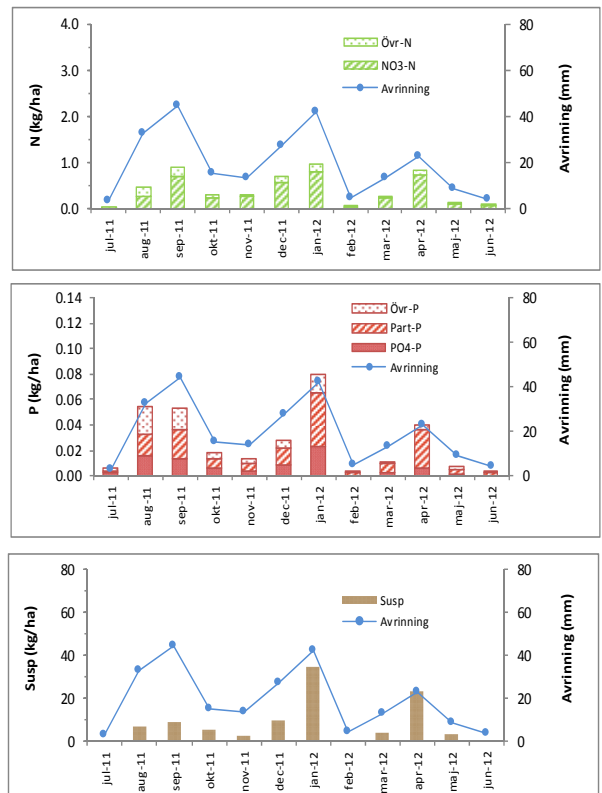 4.0
3.0
2.0
1.0
0.0
N (kg/ha)
Övr-N
NO3-N
Avrinning
80
60
40
20
0
Avrinning (mm)
jul-11
aug-11
sep-11
okt-11
nov-11
dec-11
jan-12
feb-12
mar-12
apr-12
maj-12
jun-12
0.14
0.12
0.10
0.08
0.06
0.04
0.02
0.00
P (kg/ha)
Övr-P
Part-P
PO4-P
Avrinning
80
60
40
20
0
Avrinning (mm)
jul-11
aug-11
sep-11
okt-11
nov-11
dec-11
jan-12
feb-12
mar-12
apr-12
maj-12
jun-12
80
60
40
20
0
Susp (kg/ha)
Susp
Avrinning
80
60
40
20
0
Avrinning (mm)
jul-11
aug-11
sep-11
okt-11
nov-11
dec-11
jan-12
feb-12
mar-12
apr-12
maj-12
jun-12